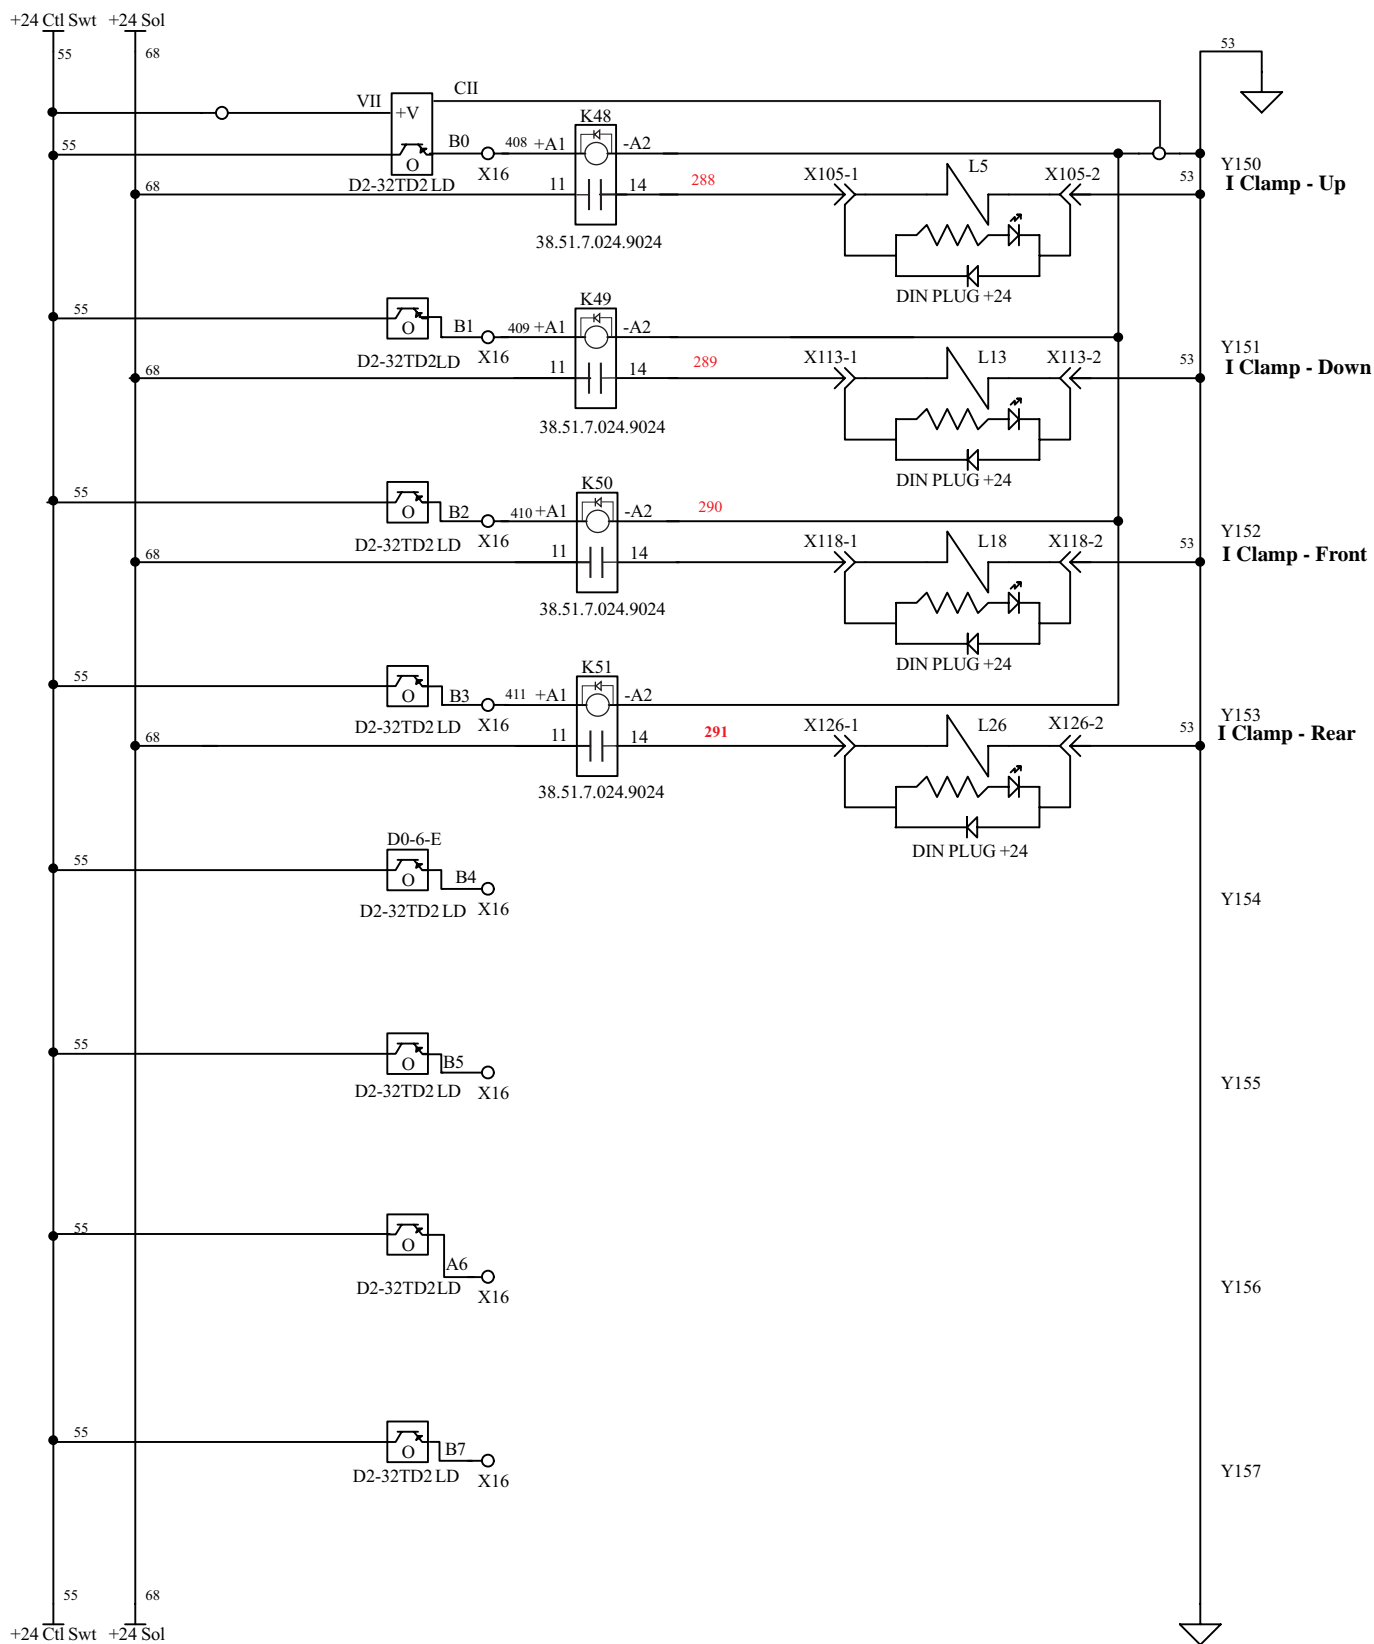 +24 Ctl Swt +24 Sol
55 68 53
VII CII
+V K48
55 B0 408 +A1 -A2
O X16 Y150
D2-32TD2 LD
68 11 14 288 X105-1 L5 X105-2 53 I Clamp - Up
38.51.7.024.9024
DIN PLUG +24
55 K49
O B1 409 +A1 -A2
D2-32TD2LD X16 Y151
68 11 14 289 X113-1 L13 X113-2 53 I Clamp - Down
38.51.7.024.9024
DIN PLUG +24
55 K50
O B2 410 +A1 -A2 290
D2-32TD2 LD X16 Y152
68 11 14 X118-1 L18 X118-2 53 I Clamp - Front
38.51.7.024.9024
DIN PLUG +24
55 K51
O B3 411 +A1 -A2
D2-32TD2 LD X16 Y153
68 11 14 291 X126-1 L26 X126-2 53 I Clamp - Rear
38.51.7.024.9024
D0-6-E
DIN PLUG +24
55 O B4
D2-32TD2 LD X16 Y154
55
O B5
D2-32TD2 LD X16 Y155
55
O
A6
D2-32TD2LD X16 Y156
55
O B7
D2-32TD2 LD X16 Y157
55 68
+24 Ctl Swt +24 Sol